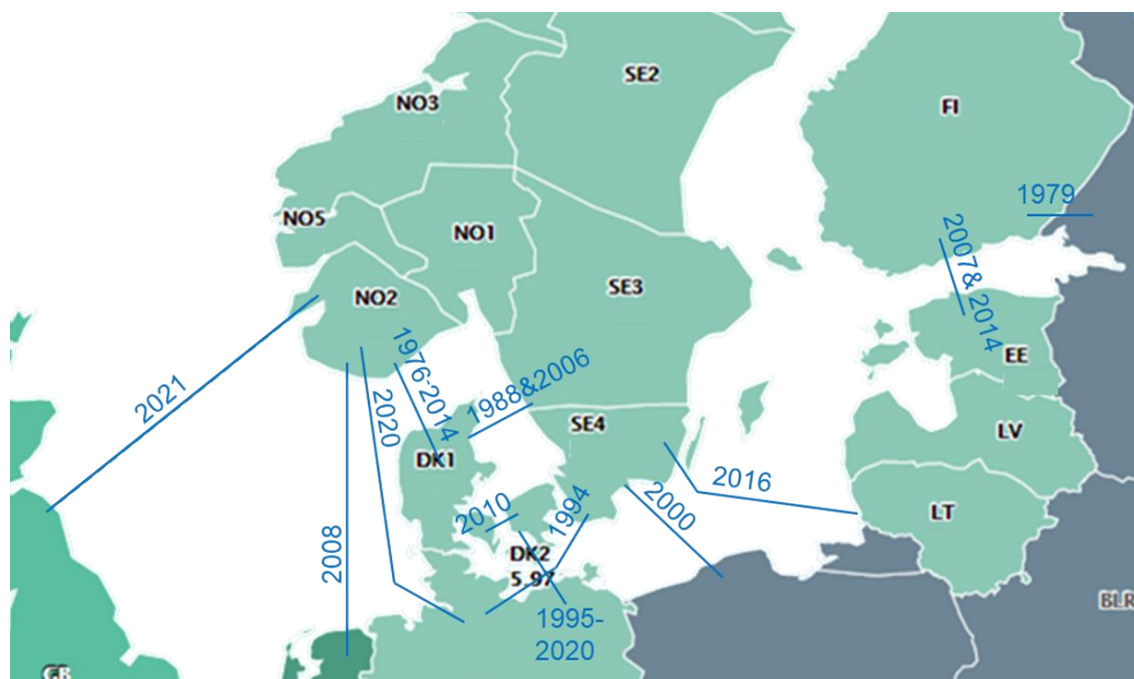 SE2
NO3
FI
1979
NO5
NO1
2007& 2014
SE3
NO2
EE
1976-2014
1988&2006
2021
2020
SE4
LV
DK1
2016
2000
2010
1994
LT
2008
DK2
5.97
BLR
1995-
2020
GB